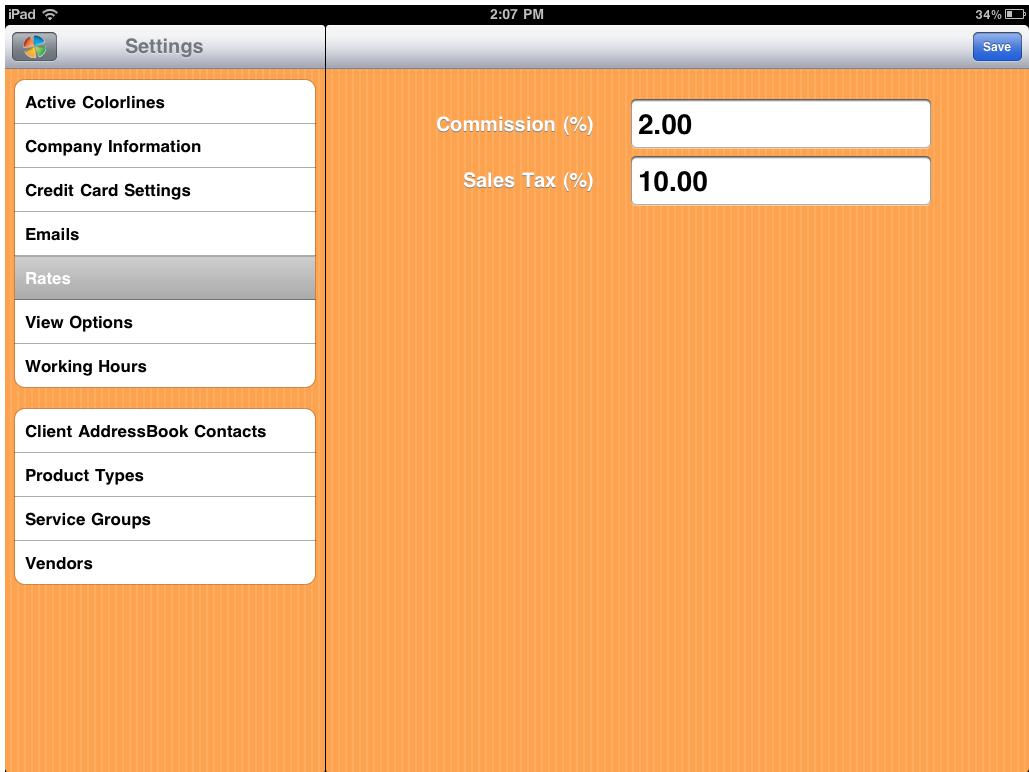 iPad 2:07 PM 34%
Settings Save
Active Colorlines
Company Information
Credit Card Settings
Emails
Rates
View Options
Working Hours
Client AddressBook Contacts
Product Types
Service Groups
Vendors
Commission (%) 2.00
Sales Tax (%) 10.00